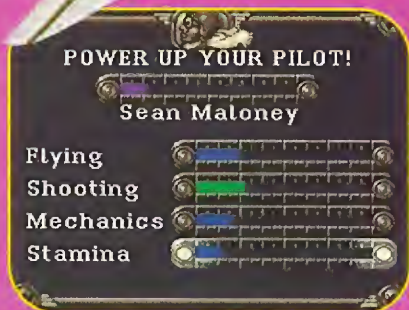 POWER UP YOUR PILOT!
Sean Maloney
Flying
Shooting
Mechanics
Stamina